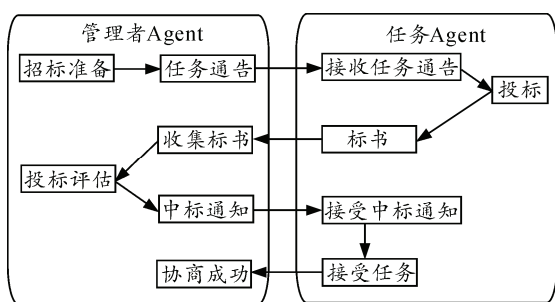 管理者Agent
任务Agent
招标准备
任务通告
接收任务通告
投标
收集标书
标书
投标评估
中标通知
接受中标通知
协商成功
接受任务